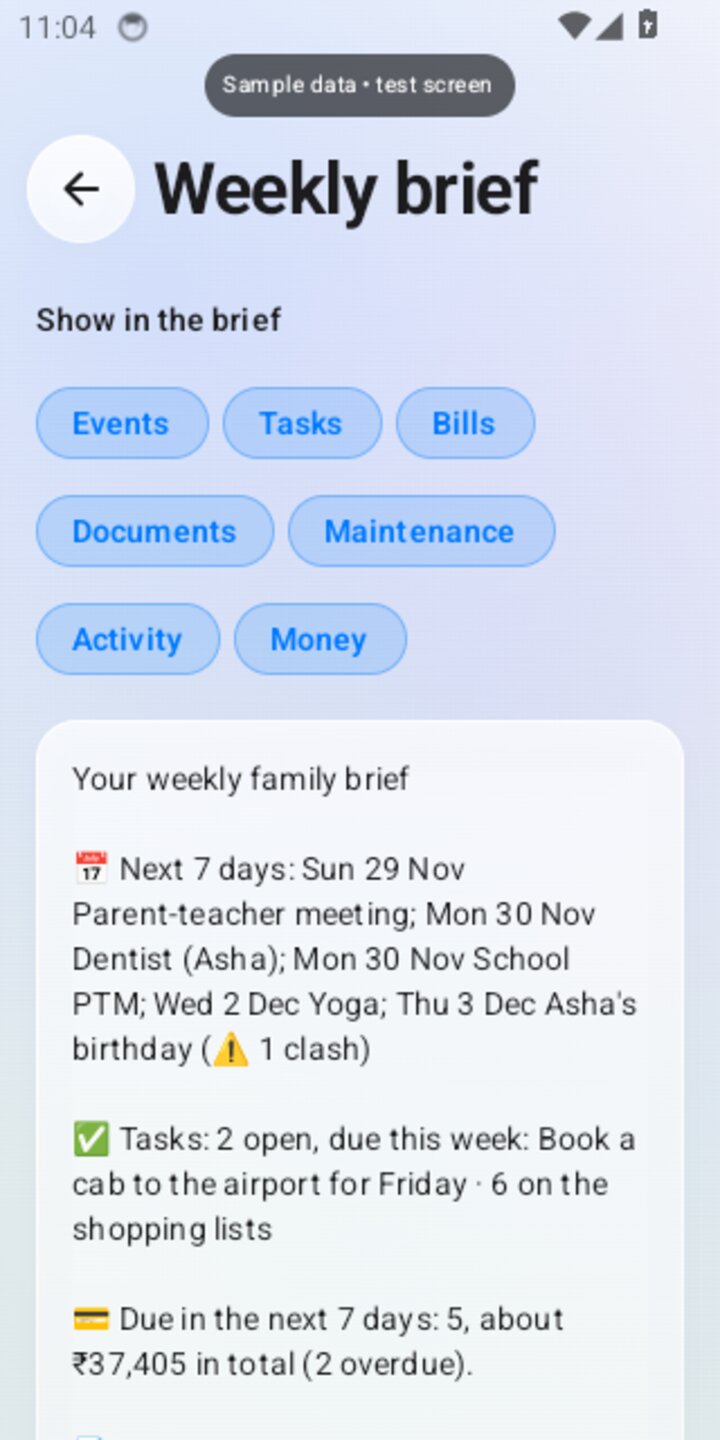 11:04
Sample data • test screen
Weekly brief
Show in the brief
Events Tasks Bills
Documents Maintenance
Activity Money
Your weekly family brief
📅 Next 7 days: Sun 29 Nov
Parent-teacher meeting; Mon 30 Nov
Dentist (Asha); Mon 30 Nov School
PTM; Wed 2 Dec Yoga; Thu 3 Dec Asha's
birthday (⚠️ 1 clash)
✅ Tasks: 2 open, due this week: Book a
cab to the airport for Friday · 6 on the
shopping lists
💳 Due in the next 7 days: 5, about
₹37,405 in total (2 overdue).